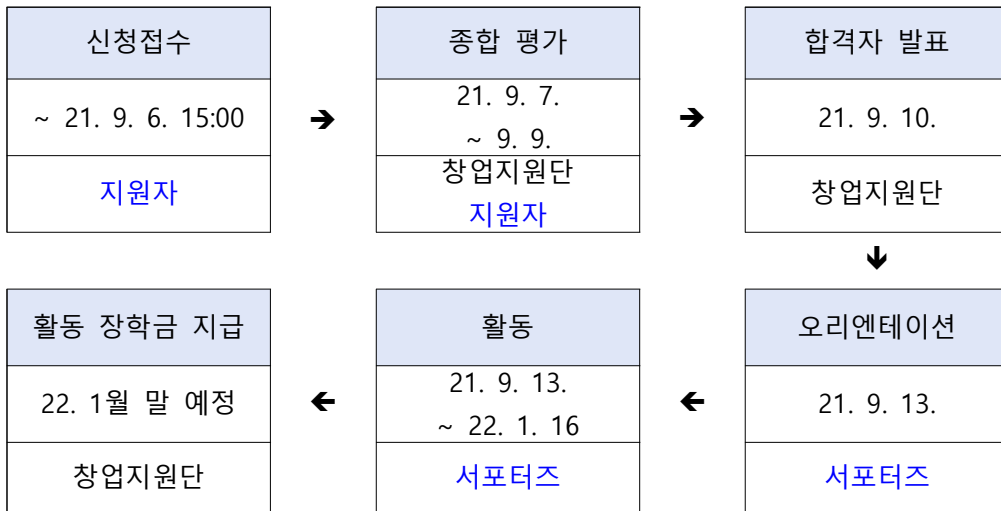 신청접수
~ 21. 9. 6. 15:00
지원자
➔
종합 평가
21. 9. 7.
~ 9. 9.
창업지원단
지원자
➔
합격자 발표
21. 9. 10.
창업지원단
오리엔테이션
21. 9. 13.
서포터즈
활동
21. 9. 13.
~ 22. 1. 16
서포터즈
활동 장학금 지급
22. 1월 말 예정
창업지원단